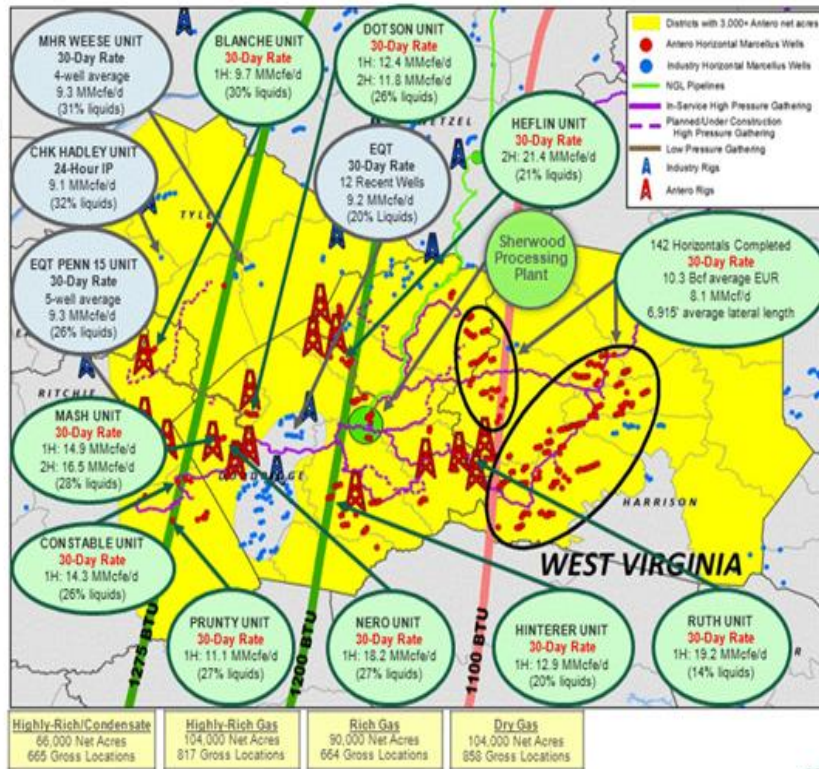 MHR WEESE UNIT
30-Day Rate
4-well average
9.3 MMcfe/d
(31% liquids)
BLANCHE UNIT
30-Day Rate
1H: 9.7 MMcfe/d
(30% liquids)
DOTSON UNIT
30-Day Rate
1H: 12.4 MMcfe/d
2H: 11.8 MMcfe/d
(26% liquids)
Districts with 3,000+ Antero net acres
Antero Horizontal Marcellus Wells
Industry Horizontal Marcellus Wells
NGL Pipelines
In-Service High Pressure Gathering
Planned/Under Construction
High Pressure Gathering
Low Pressure Gathering
Industry Rigs
Antero Rigs
CHK HADLEY UNIT
24-Hour IP
9.1 MMcfe/d
(32% liquids)
EQT
30-Day Rate
12 Recent Wells
9.2 MMcfe/d
(20% Liquids)
HEFLIN UNIT
30-Day Rate
2H: 21.4 MMcfe/d
(21% liquids)
EQT PENN 15 UNIT
30-Day Rate
5-well average
9.3 MMcfe/d
(26% liquids)
Sherwood
Processing
Plant
142 Horizontals Completed
30-Day Rate
10.3 Bcf average EUR
8.1 MMcf/d
6,915' average lateral length
RITCHIE
MASH UNIT
30-Day Rate
1H: 14.9 MMcfe/d
2H: 16.5 MMcfe/d
(28% liquids)
HARRISON
WEST VIRGINIA
CONSTABLE UNIT
30-Day Rate
1H: 14.3 MMcfe/d
(26% liquids)
PRUNTY UNIT
30-Day Rate
1H: 11.1 MMcfe/d
(27% liquids)
NERO UNIT
30-Day Rate
1H: 18.2 MMcfe/d
(27% liquids)
HINTERER UNIT
30-Day Rate
1H: 12.9 MMcfe/d
(20% liquids)
RUTH UNIT
30-Day Rate
1H: 19.2 MMcfe/d
(14% liquids)
1275 BTU
1200 BTU
1100 BTU
Highly-Rich/Condensate
66,000 Net Acres
665 Gross Locations
Highly-Rich Gas
104,000 Net Acres
817 Gross Locations
Rich Gas
90,000 Net Acres
664 Gross Locations
Dry Gas
104,000 Net Acres
858 Gross Locations